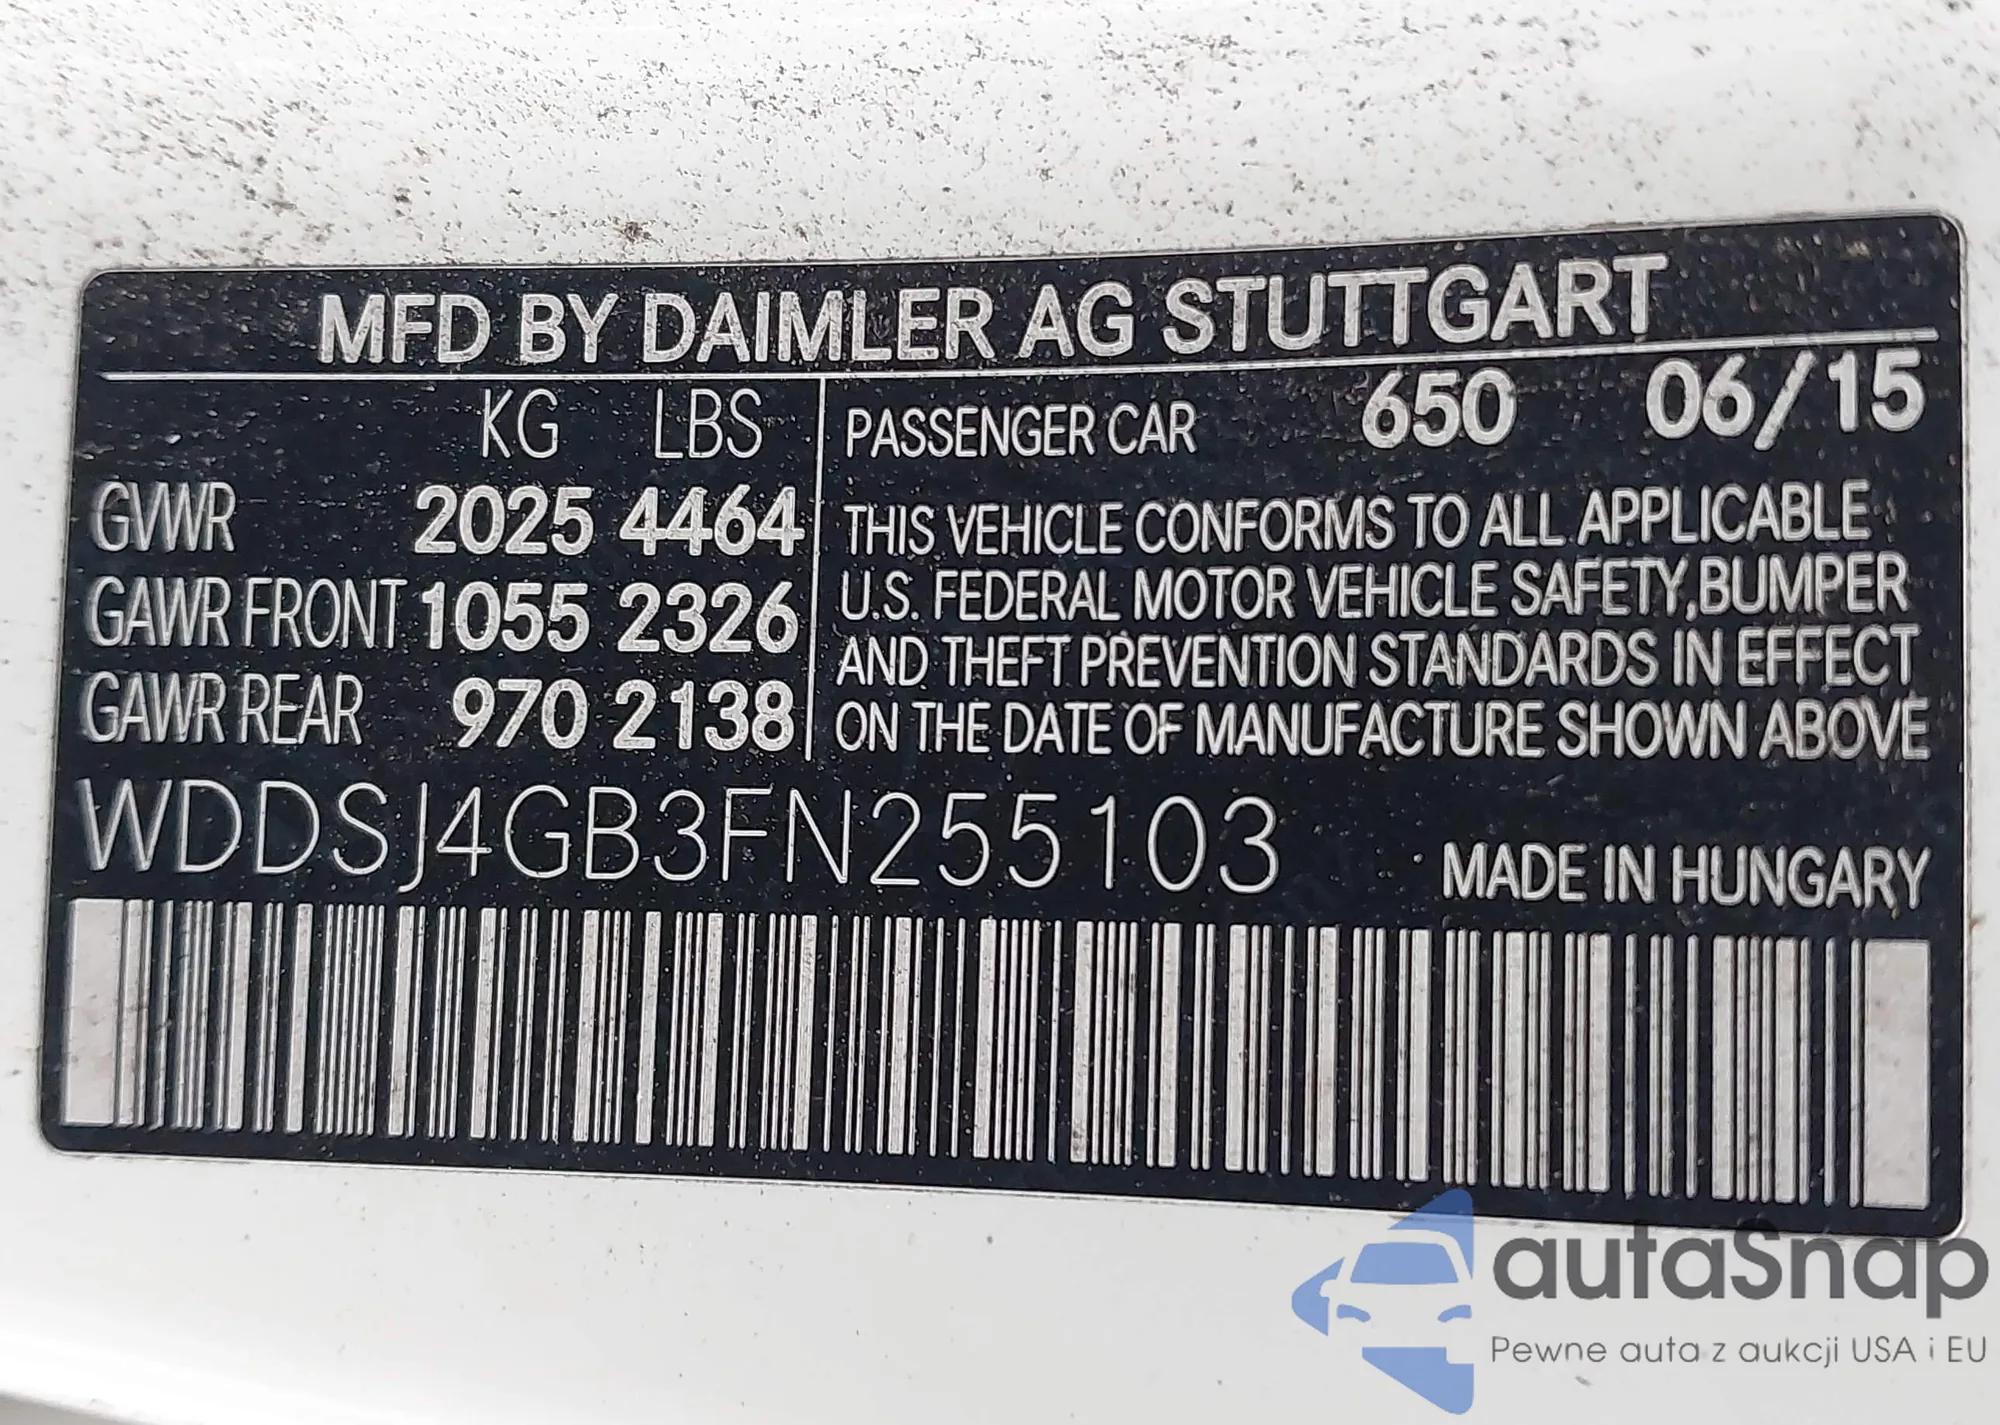 MFD BY DAIMLER AG STUTTGART
KG LBS
GVWR 2025 4464
GAWR FRONT 1055 2326
GAWR REAR 970 2138
PASSENGER CAR 650 06/15
THIS VEHICLE CONFORMS TO ALL APPLICABLE
U.S. FEDERAL MOTOR VEHICLE SAFETY,BUMPER
AND THEFT PREVENTION STANDARDS IN EFFECT
ON THE DATE OF MANUFACTURE SHOWN ABOVE
WDDSJ4GB3FN255103
MADE IN HUNGARY
autaSnap
Pewne auta z aukcji USA i EU